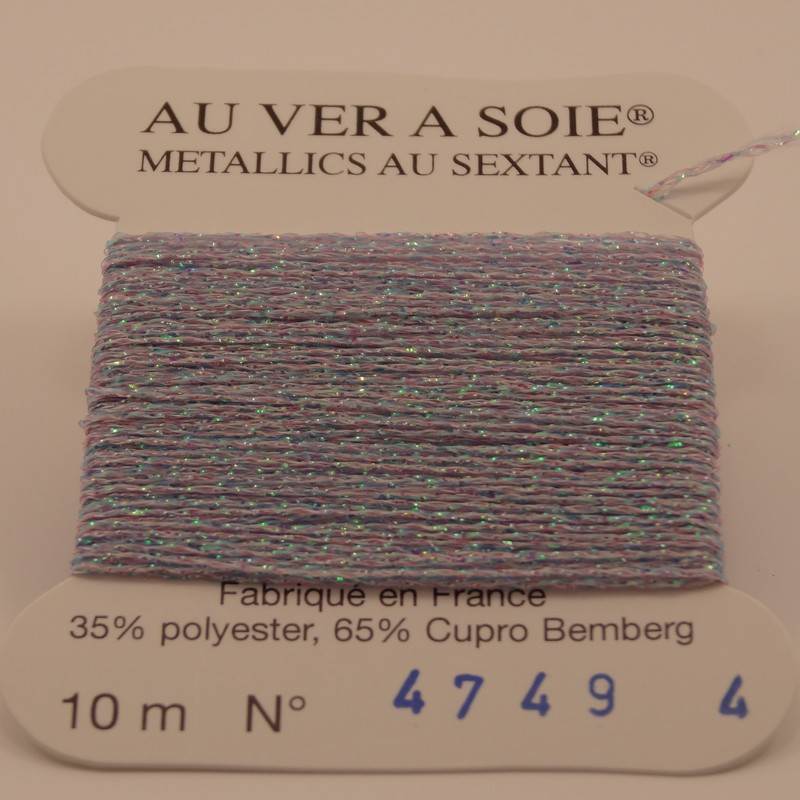 AU VER A SOIE®
METALLICS AU SEXTANT®
Fabriqué en France
35% polyester, 65% Cupro Bemberg
10 m N° 4749 4